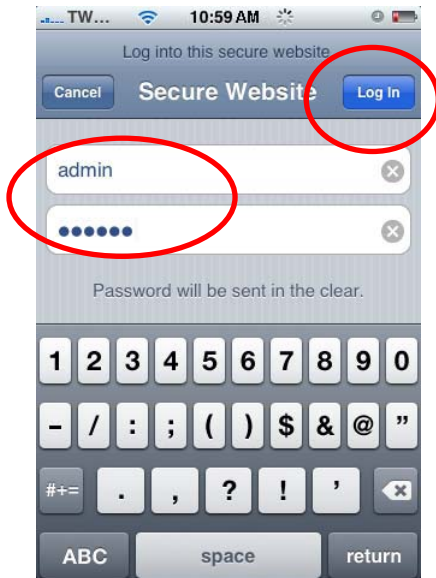 TW... 10:59 AM
Log into this secure website
Cancel Secure Website Log In
admin
●●●●●●
Password will be sent in the clear.
1 2 3 4 5 6 7 8 9 0
- / : ; ( ) $ & @ ”
#+= . , ? ! ’
ABC space return